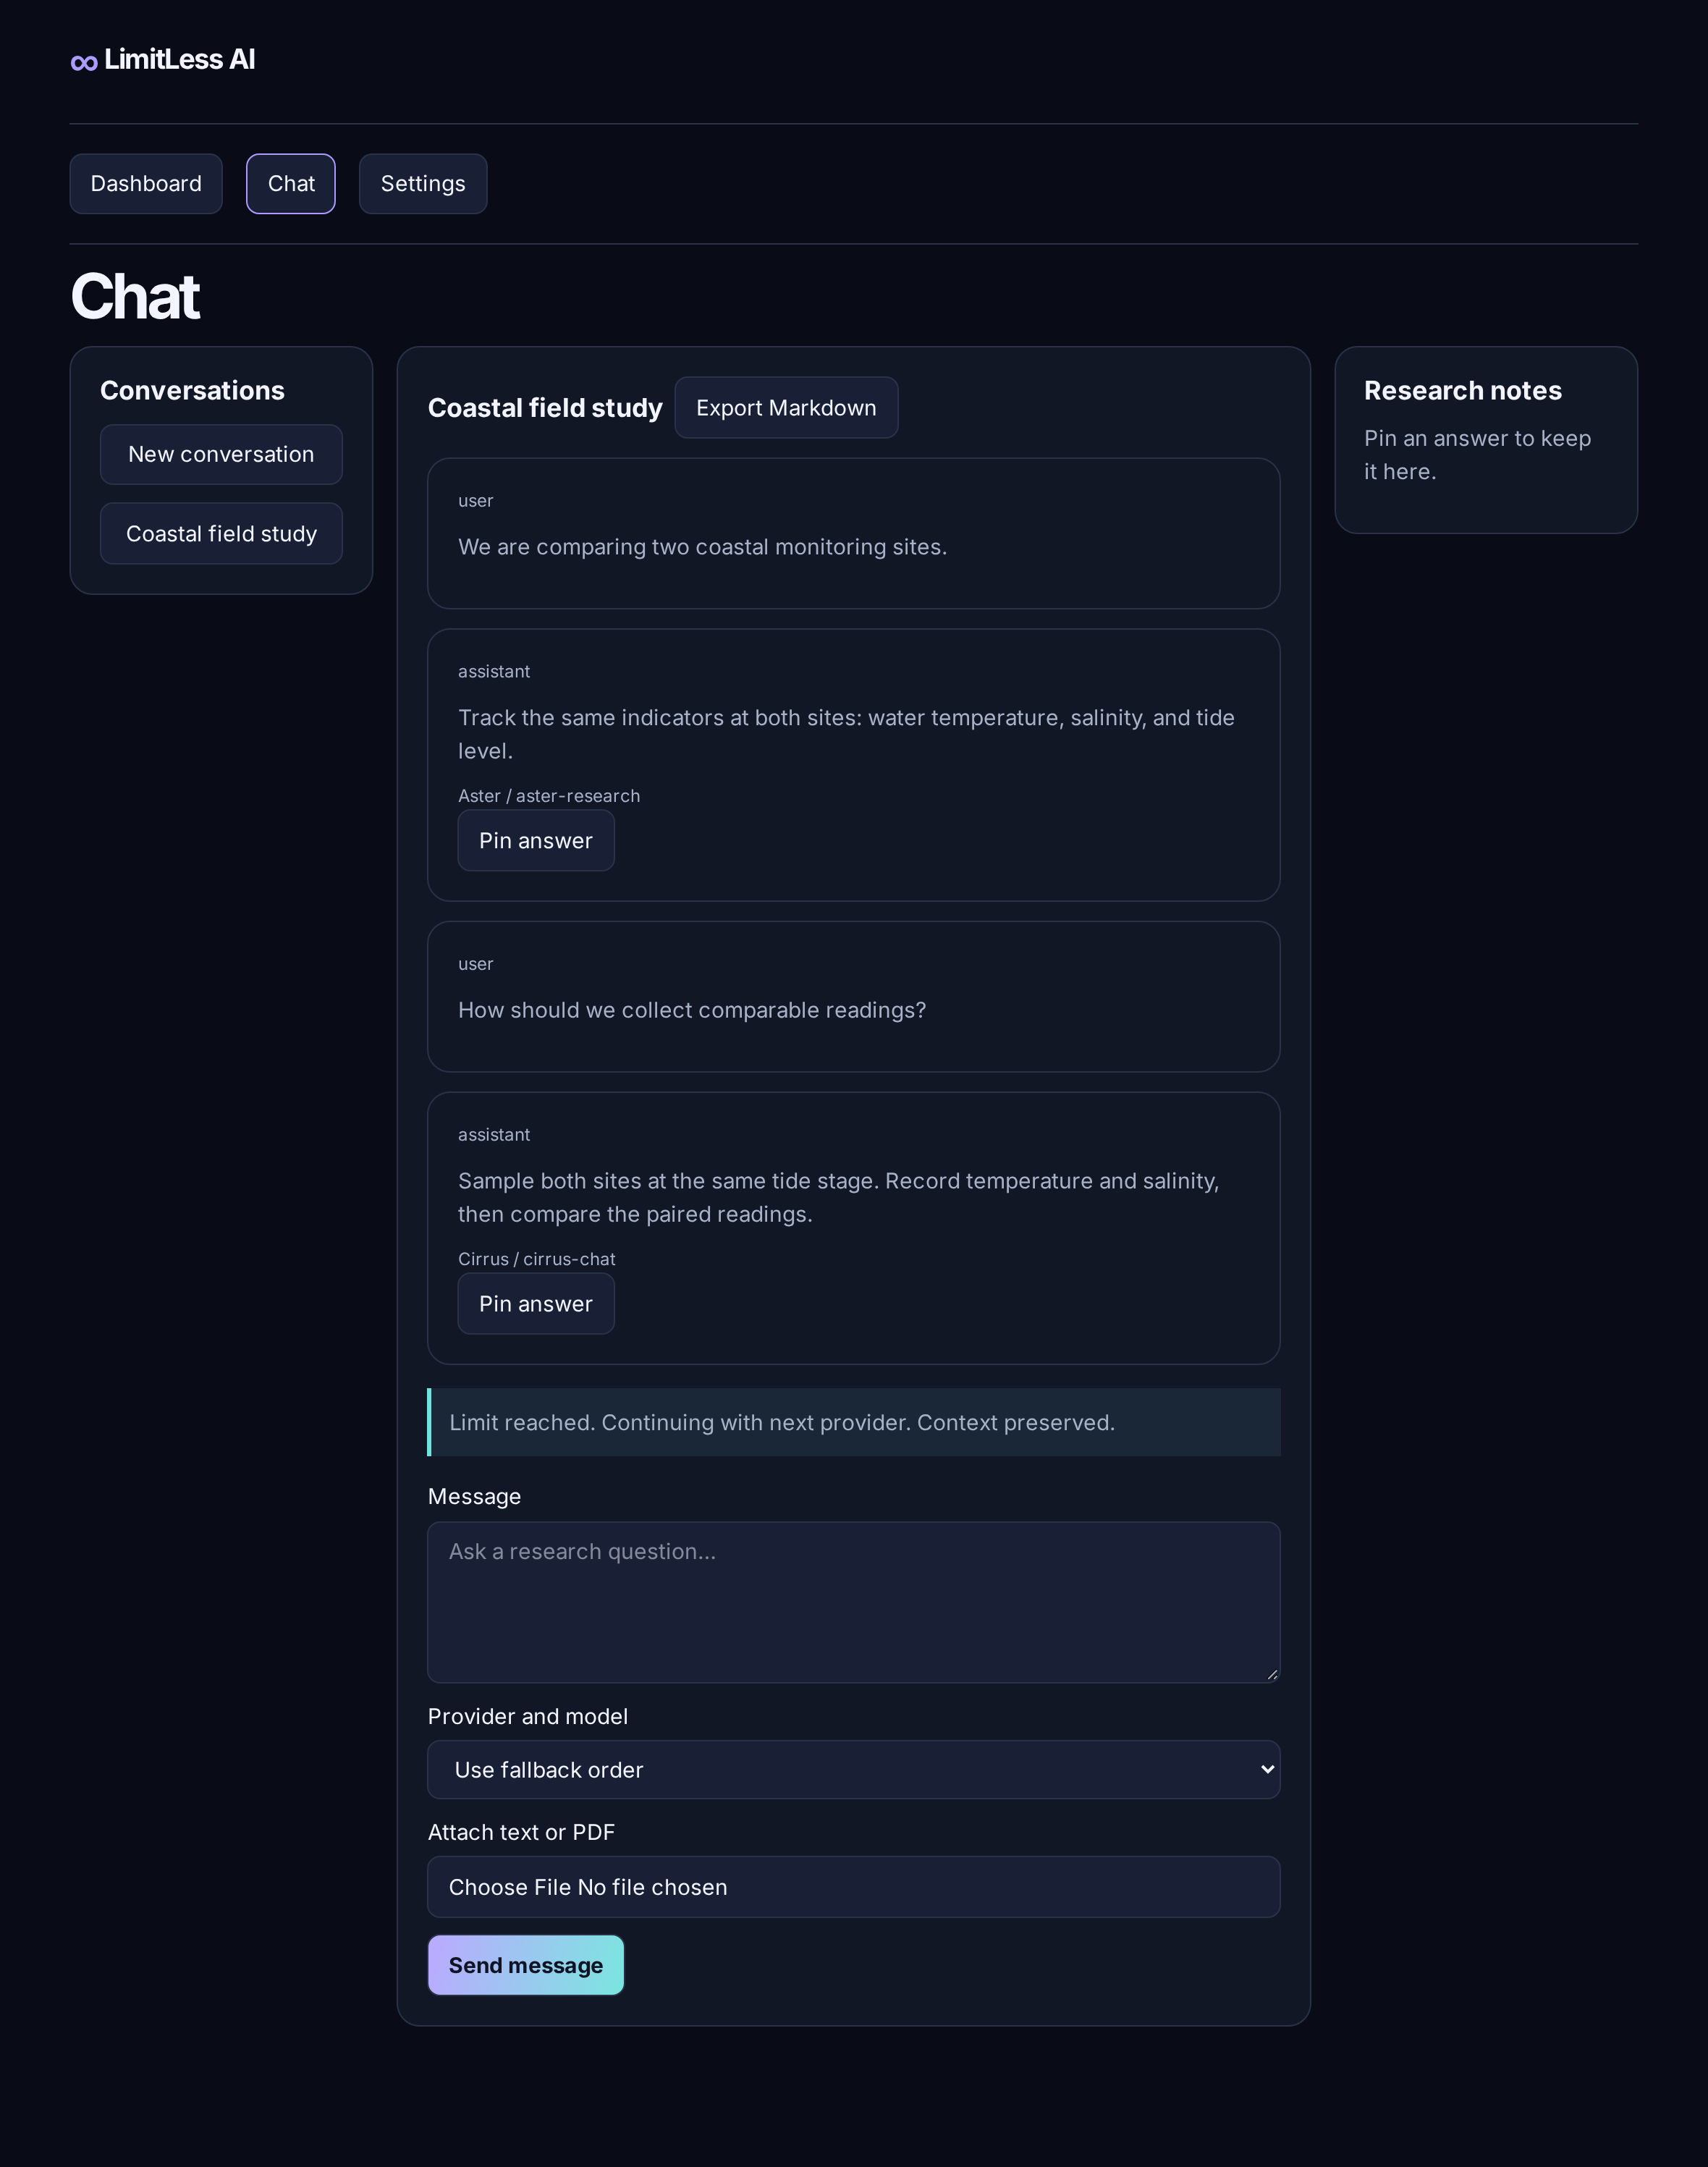 ∞ LimitLess AI
Dashboard
Chat
Settings
Chat
Conversations
New conversation
Coastal field study
Coastal field study
Export Markdown
user
We are comparing two coastal monitoring sites.
assistant
Track the same indicators at both sites: water temperature, salinity, and tide
level.
Aster / aster-research
Pin answer
user
How should we collect comparable readings?
assistant
Sample both sites at the same tide stage. Record temperature and salinity,
then compare the paired readings.
Cirrus / cirrus-chat
Pin answer
Limit reached. Continuing with next provider. Context preserved.
Message
Ask a research question...
Provider and model
Use fallback order
Attach text or PDF
Choose File No file chosen
Send message
Research notes
Pin an answer to keep
it here.